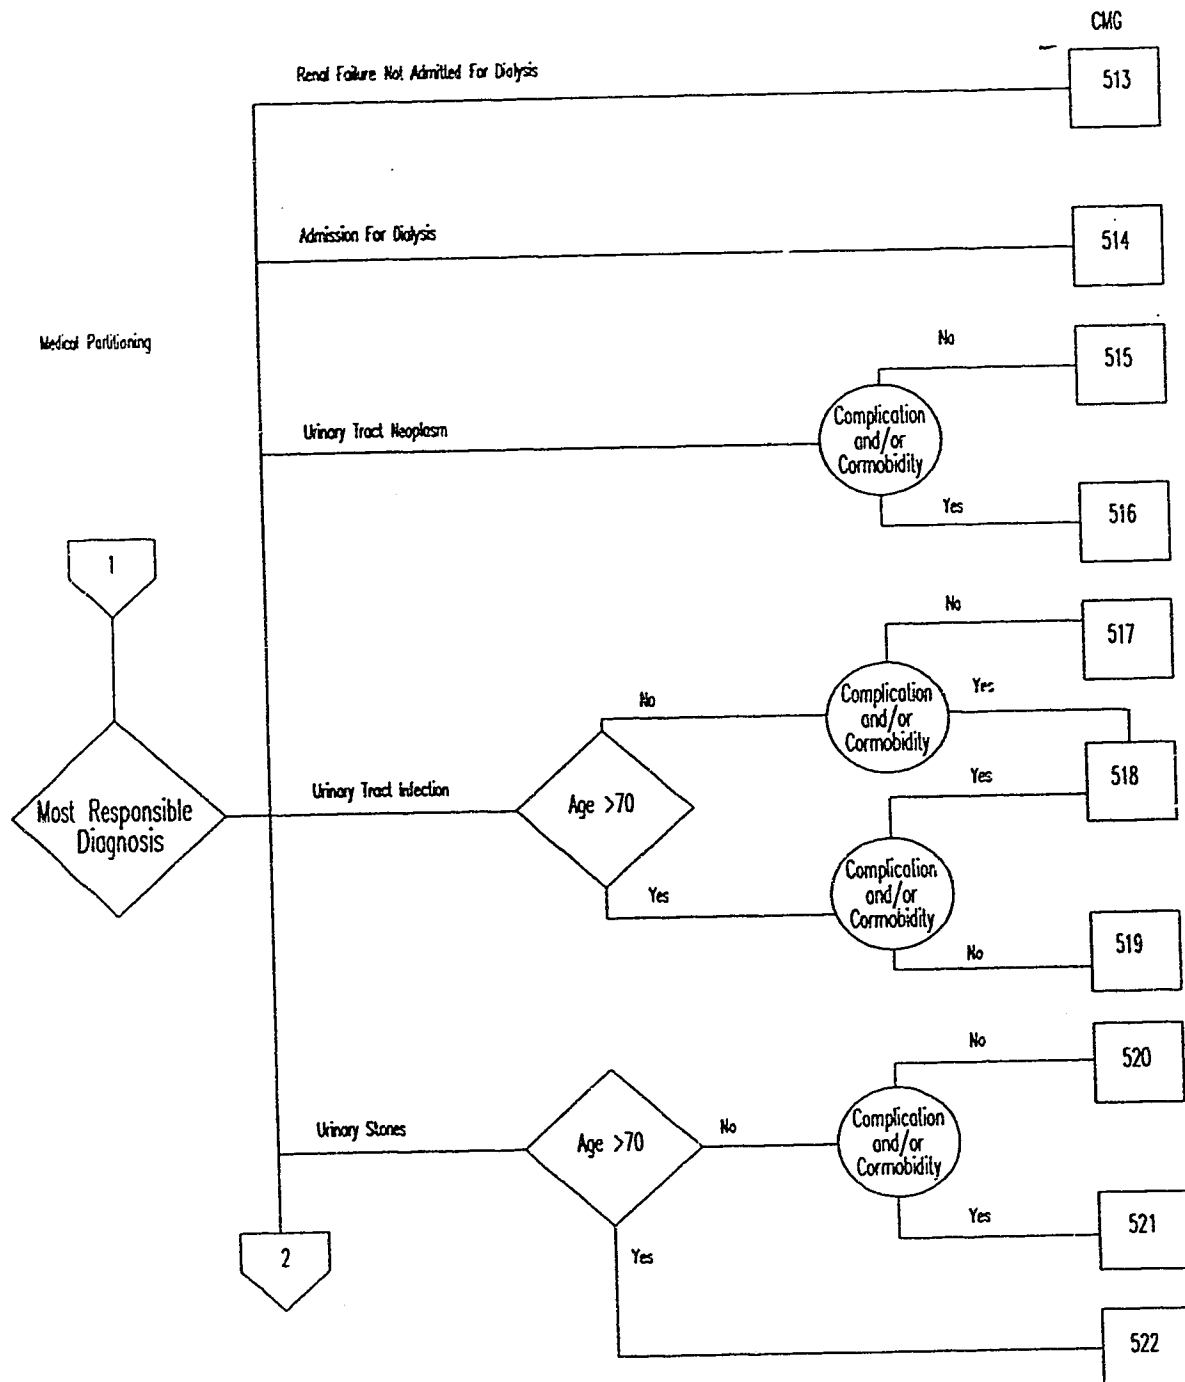 CMG
Renal Failure Not Admitted For Dialysis
513
Admission For Dialysis
514
Medical Partitioning
No
515
Urinary Tract Neoplasm
Complication
and/or
Cormobidity
Yes
516
1
No
517
No
Complication
and/or
Cormobidity
Yes
Most Responsible
Diagnosis
Urinary Tract Infection
Age >70
Yes
518
Yes
Complication
and/or
Cormobidity
No
519
No
520
Urinary Stones
Age >70
No
Complication
and/or
Cormobidity
Yes
521
2
Yes
522